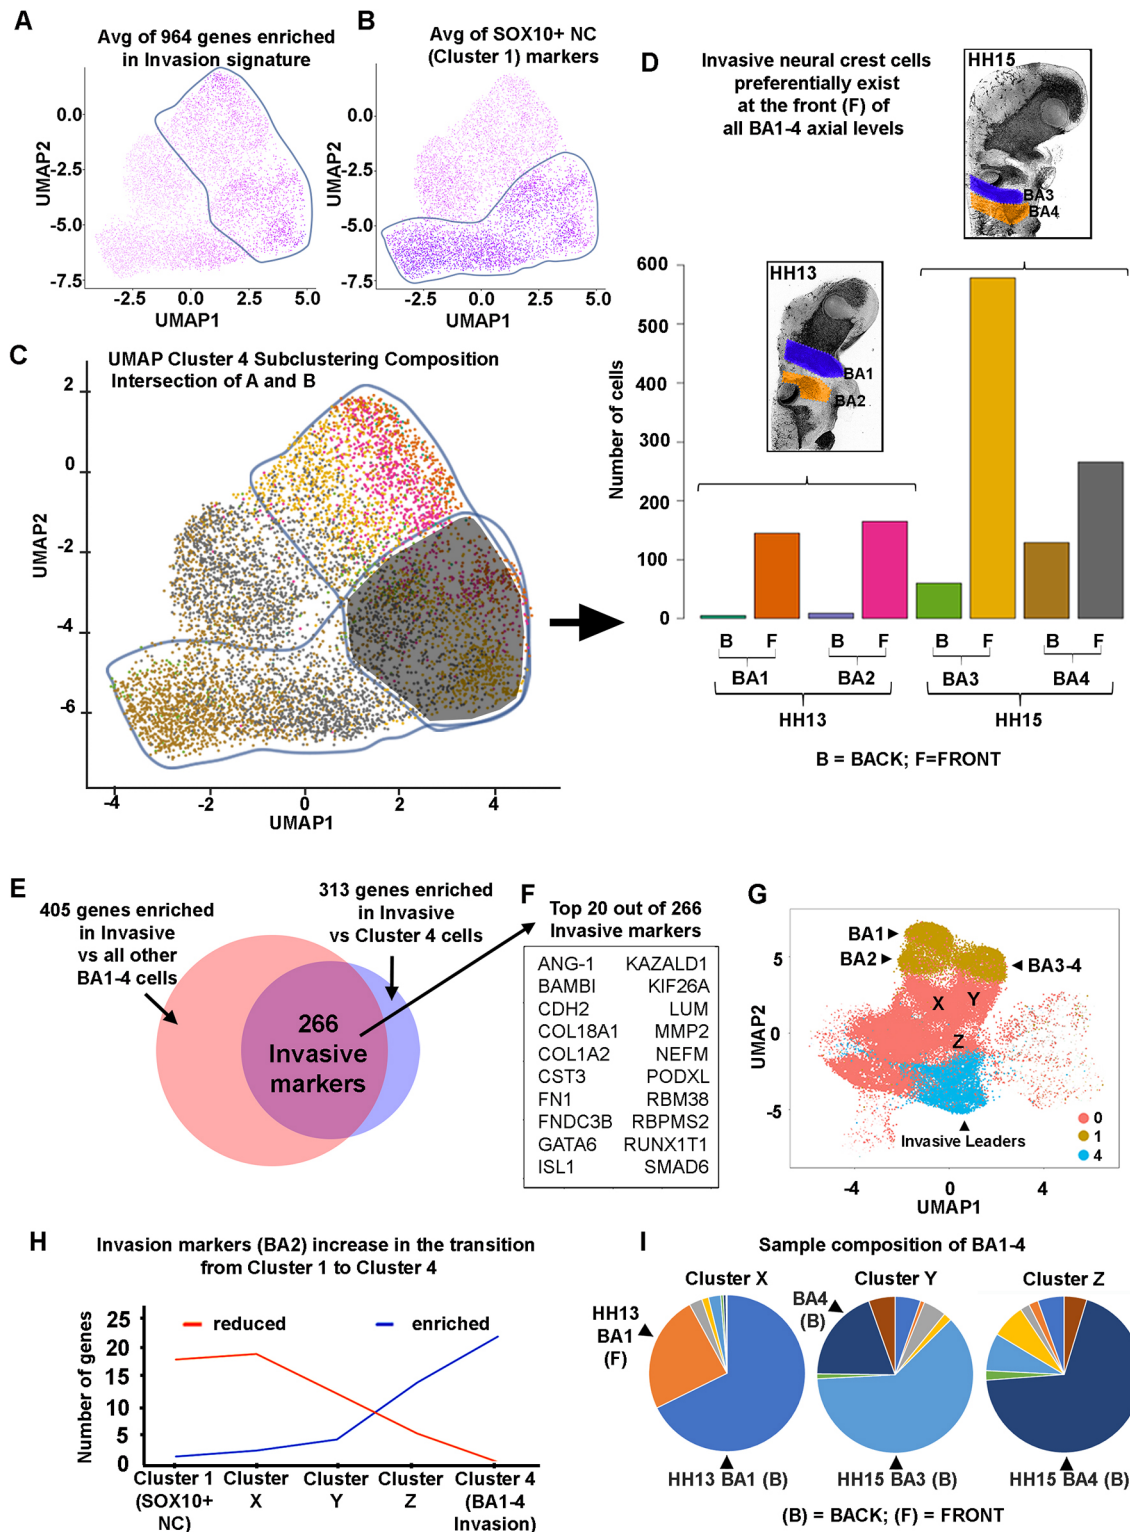 A
Avg of 964 genes enriched
in Invasion signature
UMAP2
0.0
-2.5
-5.0
-7.5
-2.5 0.0 2.5 5.0
UMAP1
B
Avg of SOX10+ NC
(Cluster 1) markers
UMAP2
0.0
-2.5
-5.0
-7.5
-2.5 0.0 2.5 5.0
UMAP1
C
UMAP Cluster 4 Subclustering Composition
Intersection of A and B
UMAP2
2
0
-2
-4
-6
-4 -2 0 2 4
UMAP1
D
Invasive neural crest cells
preferentially exist
at the front (F) of
all BA1-4 axial levels
HH15
BA3
BA4
HH13
BA1
BA2
Number of cells
600
500
400
300
200
100
0
B F B F B F B F
BA1 BA2 BA3 BA4
HH13 HH15
B = BACK; F=FRONT
E
405 genes enriched
in Invasive
vs all other
BA1-4 cells
313 genes enriched
in Invasive
vs Cluster 4 cells
266
Invasive
markers
F
Top 20 out of 266
Invasive markers
ANG-1 KAZALD1
BAMBI KIF26A
CDH2 LUM
COL18A1 MMP2
COL1A2 NEFM
CST3 PODXL
FN1 RBM38
FNDC3B RBPMS2
GATA6 RUNX1T1
ISL1 SMAD6
G
BA1
BA2
BA3-4
X Y
Z
Invasive Leaders
0
1
4
UMAP2
5
0
-5
-4 0 4
UMAP1
H
Invasion markers (BA2) increase in the transition
from Cluster 1 to Cluster 4
reduced enriched
Number of genes
25
20
15
10
5
0
Cluster 1 Cluster Cluster Cluster Cluster 4
(SOX10+ X Y Z (BA1-4
NC) Invasion)
I
Sample composition of BA1-4
Cluster X Cluster Y Cluster Z
HH13
BA1
(F)
BA4
(B)
HH13 BA1 (B) HH15 BA3 (B) HH15 BA4 (B)
(B) = BACK; (F) = FRONT